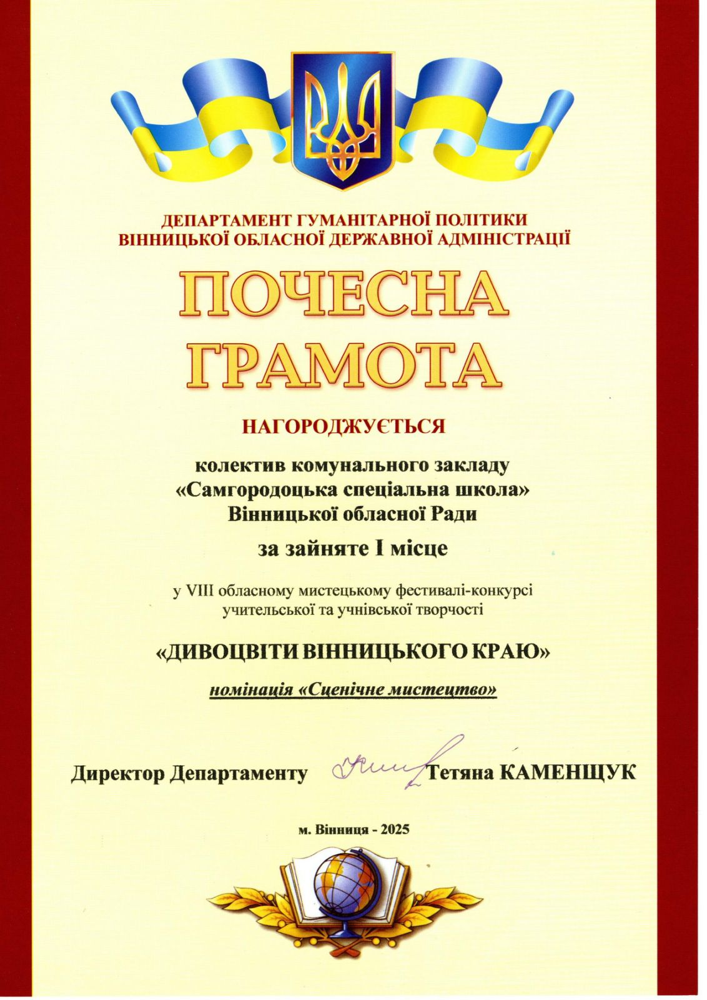 ДЕПАРТАМЕНТ ГУМАНІТАРНОЇ ПОЛІТИКИ
ВІННИЦЬКОЇ ОБЛАСНОЇ ДЕРЖАВНОЇ АДМІНІСТРАЦІЇ
ПОЧЕСНА
ГРАМОТА
НАГОРОДЖУЄТЬСЯ
колектив комунального закладу
«Самгородоцька спеціальна школа»
Вінницької обласної Ради
за зайняте І місце
у VIII обласному мистецькому фестивалі-конкурсі
учительської та учнівської творчості
«ДИВОЦВІТИ ВІННИЦЬКОГО КРАЮ»
номінація «Сценічне мистецтво»
Директор Департаменту Тетяна КАМЕНЩУК
м. Вінниця - 2025